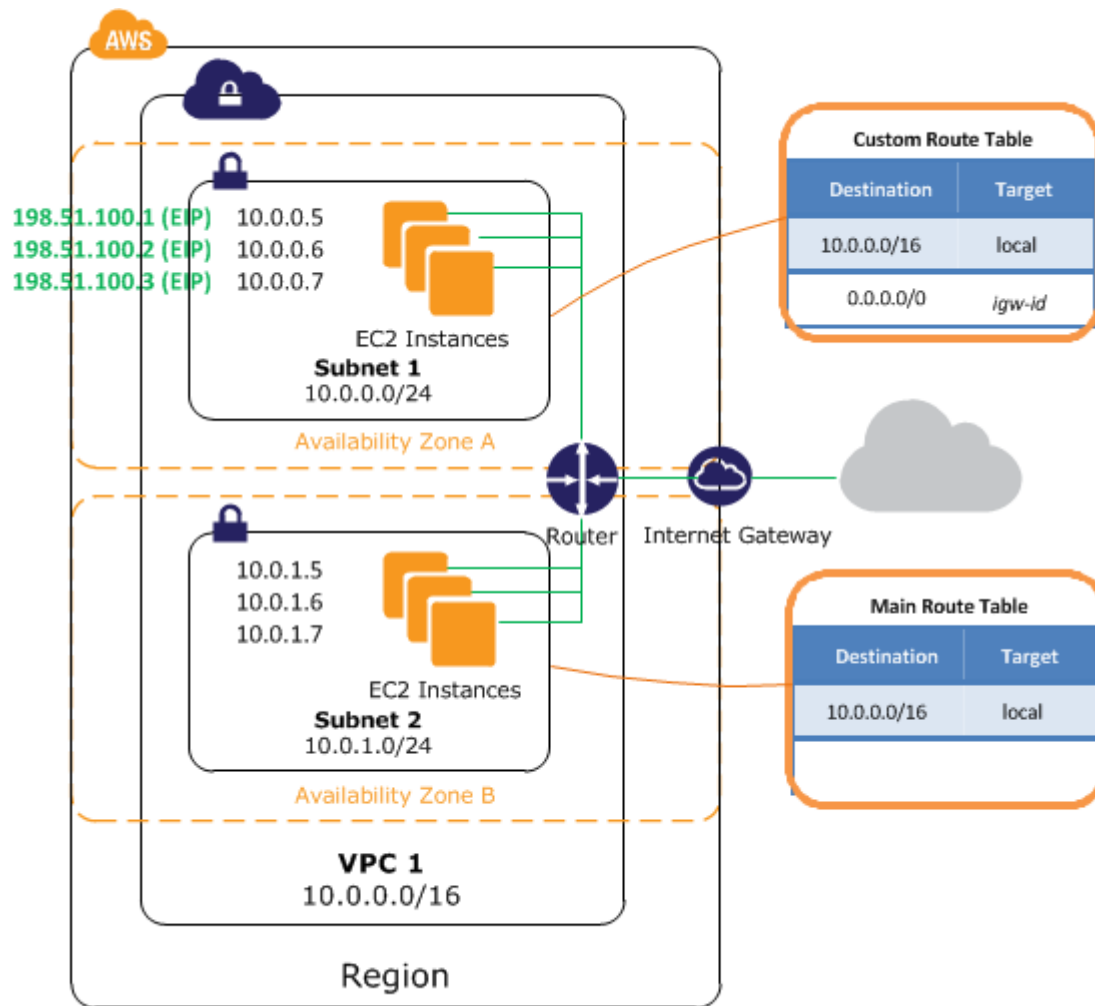 AWS
198.51.100.1 (EIP) 10.0.0.5
198.51.100.2 (EIP) 10.0.0.6
198.51.100.3 (EIP) 10.0.0.7
EC2 Instances
Subnet 1
10.0.0.0/24
Availability Zone A
Custom Route Table
Destination Target
10.0.0.0/16 local
0.0.0.0/0 igw-id
Router
Internet Gateway
10.0.1.5
10.0.1.6
10.0.1.7
EC2 Instances
Subnet 2
10.0.1.0/24
Availability Zone B
Main Route Table
Destination Target
10.0.0.0/16 local
VPC 1
10.0.0.0/16
Region